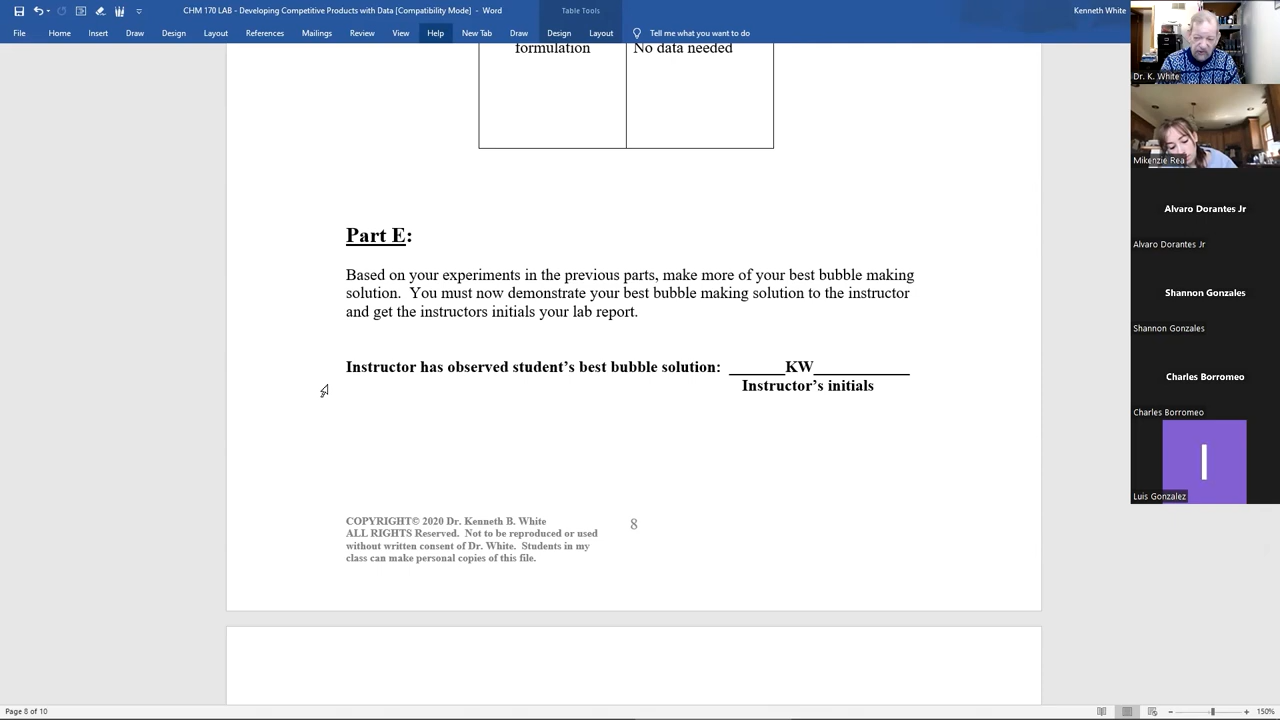 CHM 170 LAB - Developing Competitive Products with Data [Compatibility Mode] - Word
Table Tools
Kenneth White
File Home Insert Draw Design Layout References Mailings Review View Help New Tab Draw Design Layout Tell me what you want to do
formulation No data needed
Part E:
Based on your experiments in the previous parts, make more of your best bubble making
solution. You must now demonstrate your best bubble making solution to the instructor
and get the instructors initials your lab report.
Instructor has observed student's best bubble solution: ______KW___________
Instructor's initials
COPYRIGHT© 2020 Dr. Kenneth B. White
ALL RIGHTS Reserved. Not to be reproduced or used
without written consent of Dr. White. Students in my
class can make personal copies of this file.
8
Page 8 of 10
150%
Dr. K. White
Mikenzie Rea
Alvaro Dorantes Jr
Alvaro Dorantes Jr
Shannon Gonzales
Shannon Gonzales
Charles Borromeo
Charles Borromeo
I
Luis Gonzalez